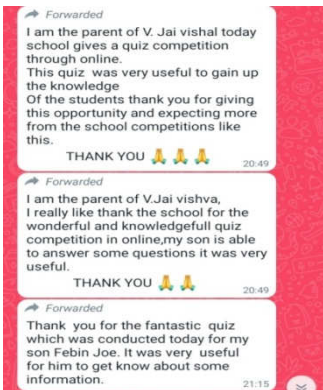 Forwarded
I am the parent of V. Jai vishal today
school gives a quiz competition
through online.
This quiz was very useful to gain up
the knowledge
Of the students thank you for giving
this opportunity and expecting more
from the school competitions like
this.
THANK YOU 🙏 🙏 🙏
20:49
Forwarded
I am the parent of V.Jai vishva,
I really like thank the school for the
wonderful and knowledgefull quiz
competition in online,my son is able
to answer some questions it was very
useful.
THANK YOU 🙏 🙏
20:49
Forwarded
Thank you for the fantastic quiz
which was conducted today for my
son Febin Joe. It was very useful
for him to get know about some
information.
21:15